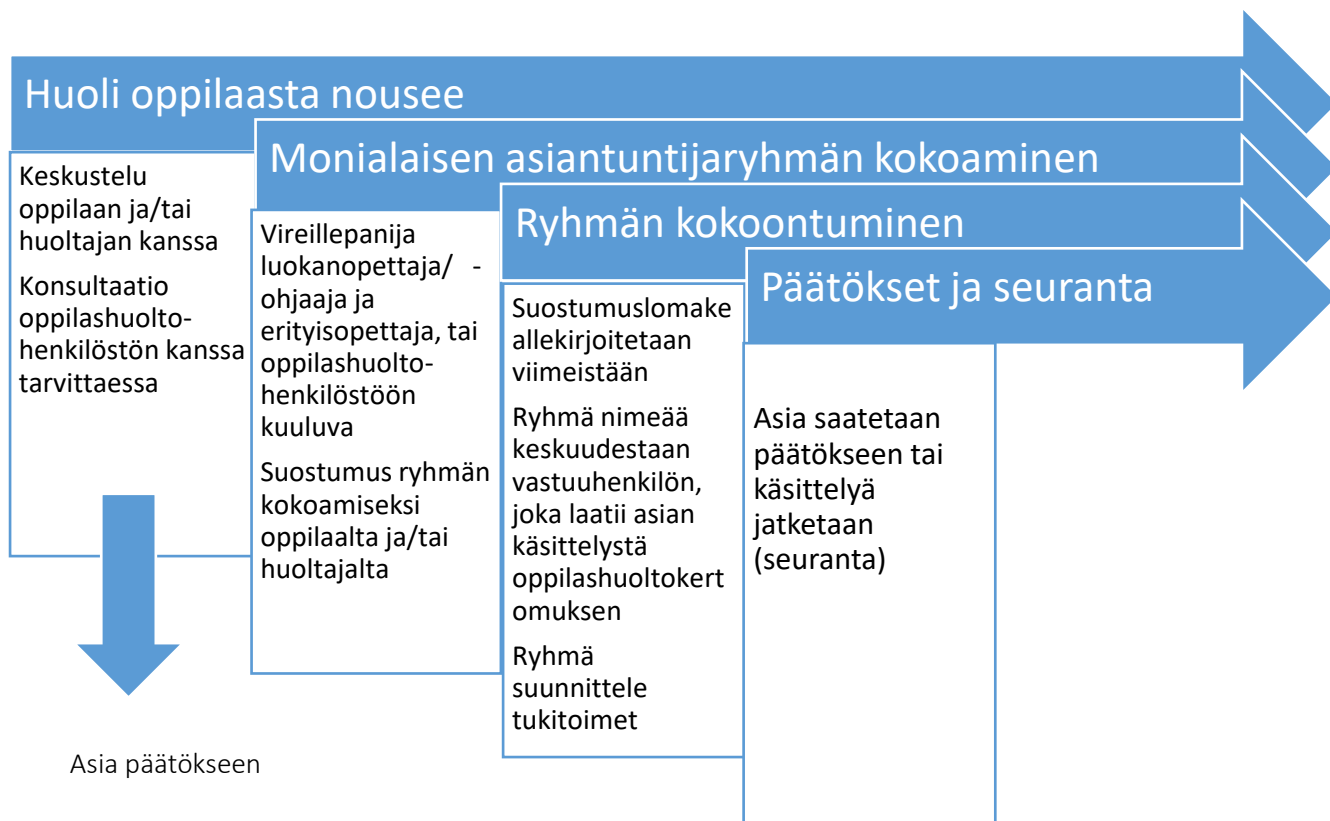 Huoli oppilaasta nousee
Keskustelu
oppilaan ja/tai
huoltajan kanssa
Konsultaatio
oppilashuolto-
henkilöstön kanssa
tarvittaessa
Asia päätökseen
Monialaisen asiantuntijaryhmän kokoaminen
Vireillepanija
luokanopettaja/ -
ohjaaja ja
erityisopettaja, tai
oppilashuolto-
henkilöstöön
kuuluva
Suostumus ryhmän
kokoamiseksi
oppilaalta ja/tai
huoltajalta
Ryhmän kokoontuminen
Suostumuslomake
allekirjoitetaan
viimeistään
Ryhmä nimeää
keskuudestaan
vastuuhenkilön,
joka laatii asian
käsittelystä
oppilashuoltokert
omuksen
Ryhmä
suunnittele
tukitoimet
Päätökset ja seuranta
Asia saatetaan
päätökseen tai
käsittelyä
jatketaan
(seuranta)